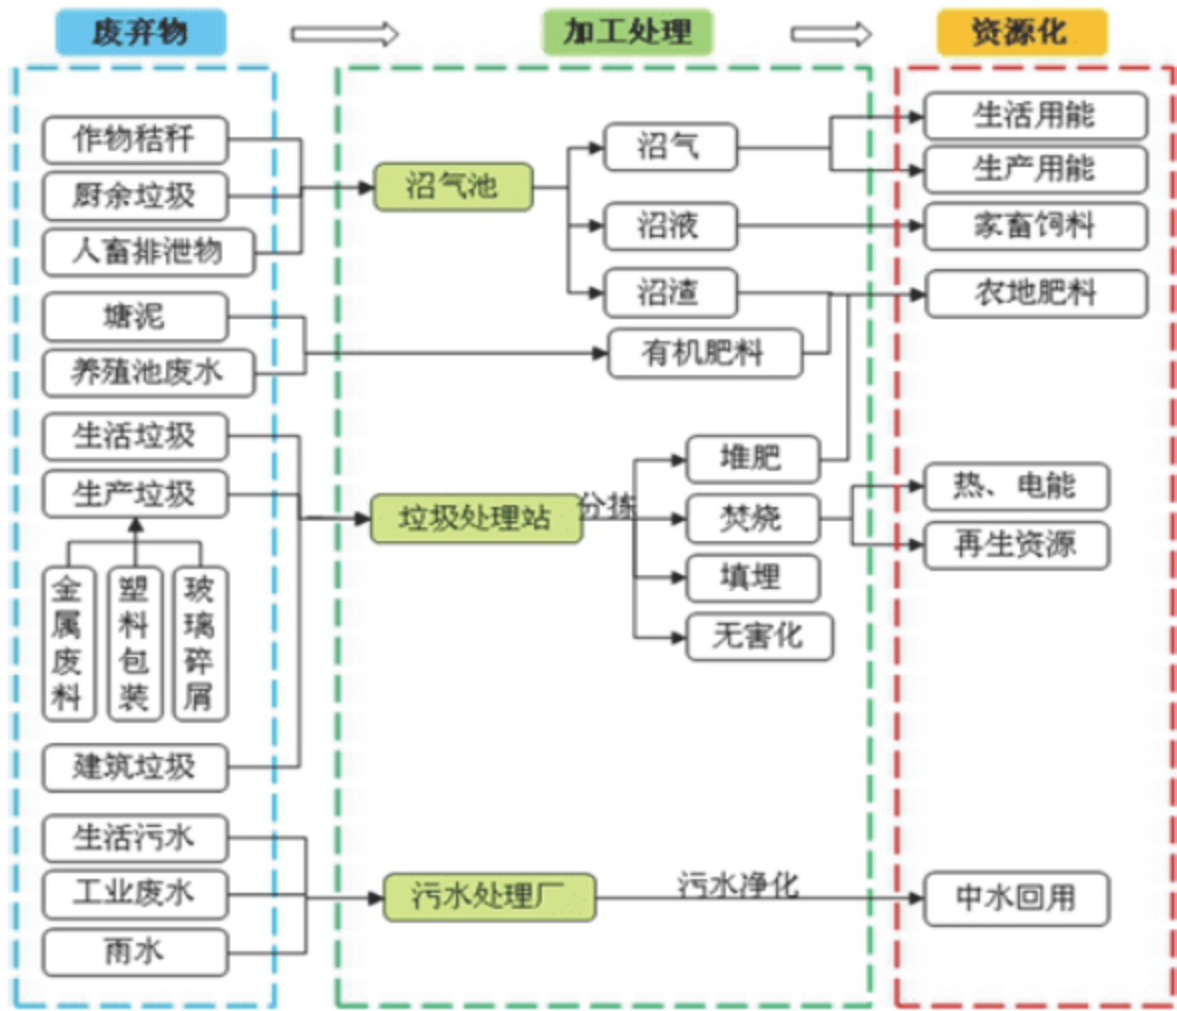 废弃物
加工处理
资源化
作物秸秆
厨余垃圾
人畜排泄物
塘泥
养殖池废水
生活垃圾
生产垃圾
金属废料
塑料包装
玻璃碎屑
建筑垃圾
生活污水
工业废水
雨水
沼气池
沼气
沼液
沼渣
有机肥料
垃圾处理站
分拣
堆肥
焚烧
填埋
无害化
污水处理厂
污水净化
生活用能
生产用能
家畜饲料
农地肥料
热、电能
再生资源
中水回用